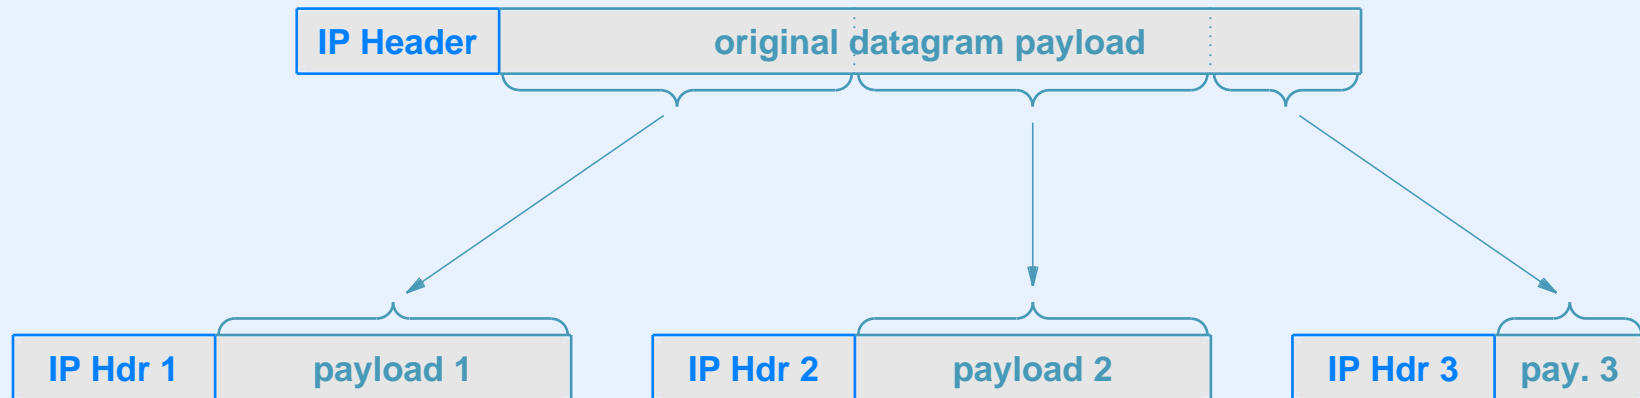 IP Header original datagram payload
IP Hdr 1 payload 1 IP Hdr 2 payload 2 IP Hdr 3 pay. 3